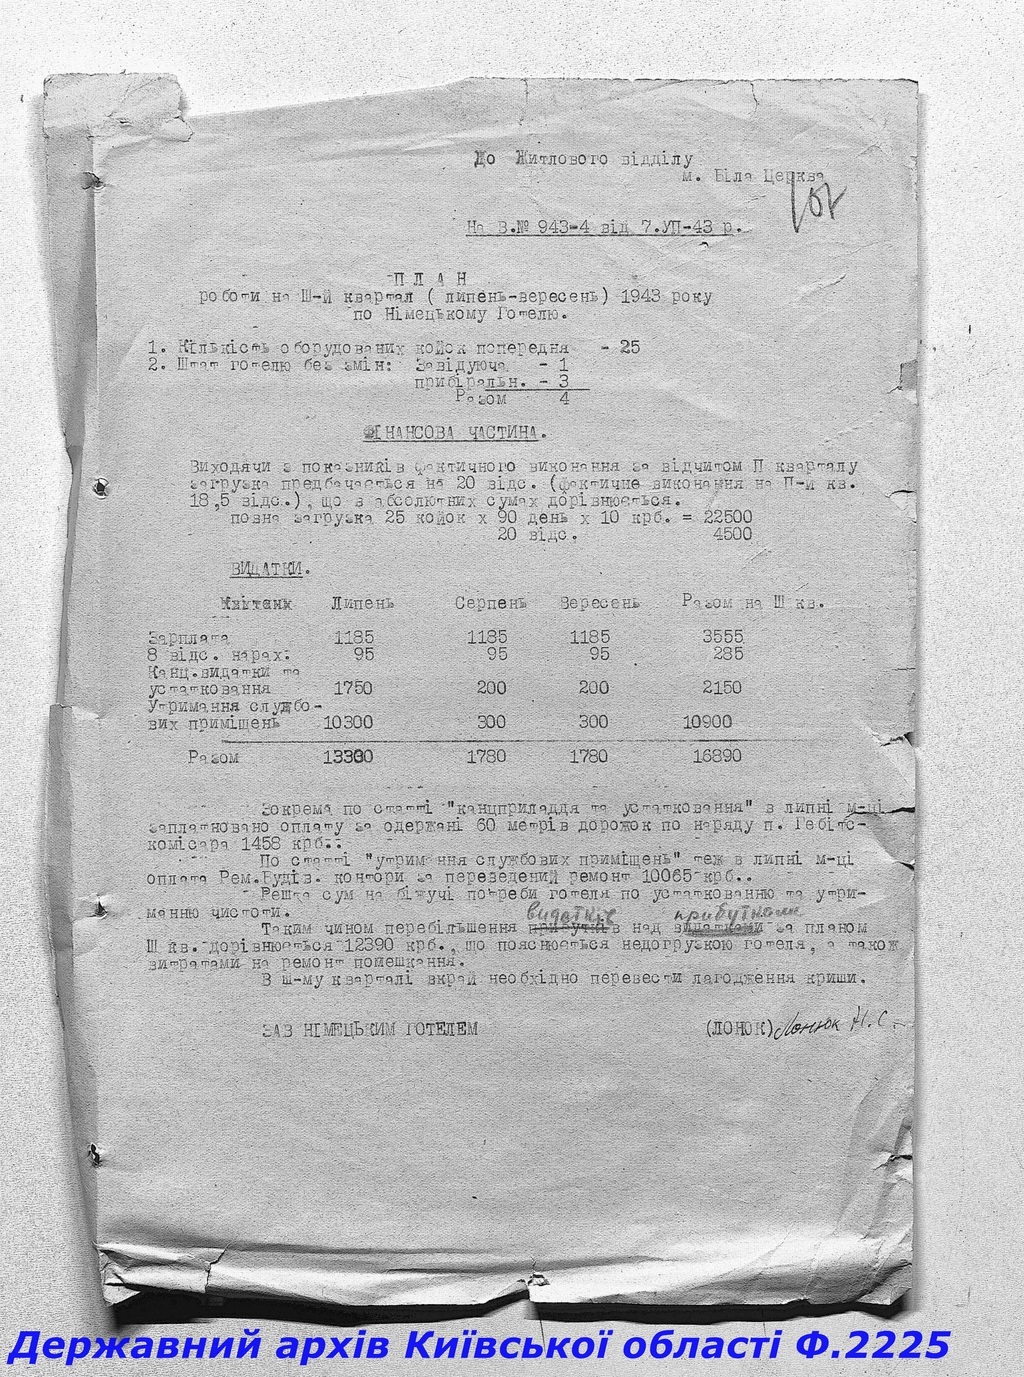 До Житлового відділу
м. Біла Церква
107
На В.№ 943-4 від 7.УП-43 р.
П Л А Н
роботи на Ш-й квартал ( липень-вересень) 1943 року
по Німецькому Готелю.
1. Кількість оборудованих койок попередня - 25
2. Штат готелю без змін: Завідуюча - 1
прибіральн. - 3
Разом 4
ФІНАНСОВА ЧАСТИНА.
Виходячи з показників фактичного виконання за відчитом П кварталу
загрузка предбачається на 20 відс. (фактичне виконання на П-й кв.
18,5 відс.), що в абсолютних сумах дорівнюється.
повна загрузка 25 койок х 90 день х 10 крб. = 22500
20 відс. 4500
ВИДАТКИ.
Липень Серпень Вересень Разом на Ш кв.
Зарплата 1185 1185 1185 3555
8 відс. нарах: 95 95 95 285
Канц.видатки та
устатковання 1750 200 200 2150
Утримання службо-
вих приміщень 10300 300 300 10900
Разом 13330 1780 1780 16890
Зокрема по статті "канцприладдя та устатковання" в липні м-ці
запляновано оплату за одержані 60 метрів дорожок по наряду п. Гебітс-
комісара 1458 крб..
По статті "утримання службових приміщень" теж в липні м-ці
оплата Рем.Будів. контори за переведений ремонт 10065 крб..
Решта сум на біжучі потреби готеля по устаткованню та утри-
манню чистоти.
видатків прибутками
Таким чином перебільшення прибутків над видатками за планом
Ш кв. дорівнюється 12390 крб., що пояснюється недогрузкою готеля, а також
витратами на ремонт помешкання.
В Ш-му кварталі вкрай необхідно перевести лагодження криши.
ЗАВ НІМЕЦЬКИМ ГОТЕЛЕМ (ЛОНЮК) Лонюк Н.С.
Державний архів Київської області Ф.2225